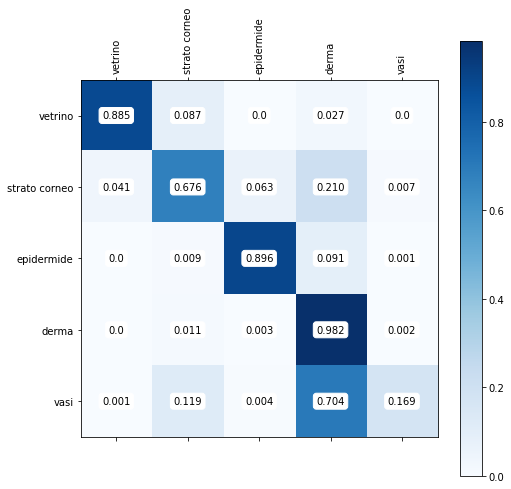 vetrino strato corneo epidermide derma vasi
vetrino 0.885 0.087 0.0 0.027 0.0
strato corneo 0.041 0.676 0.063 0.210 0.007
epidermide 0.0 0.009 0.896 0.091 0.001
derma 0.0 0.011 0.003 0.982 0.002
vasi 0.001 0.119 0.004 0.704 0.169
0.8
0.6
0.4
0.2
0.0